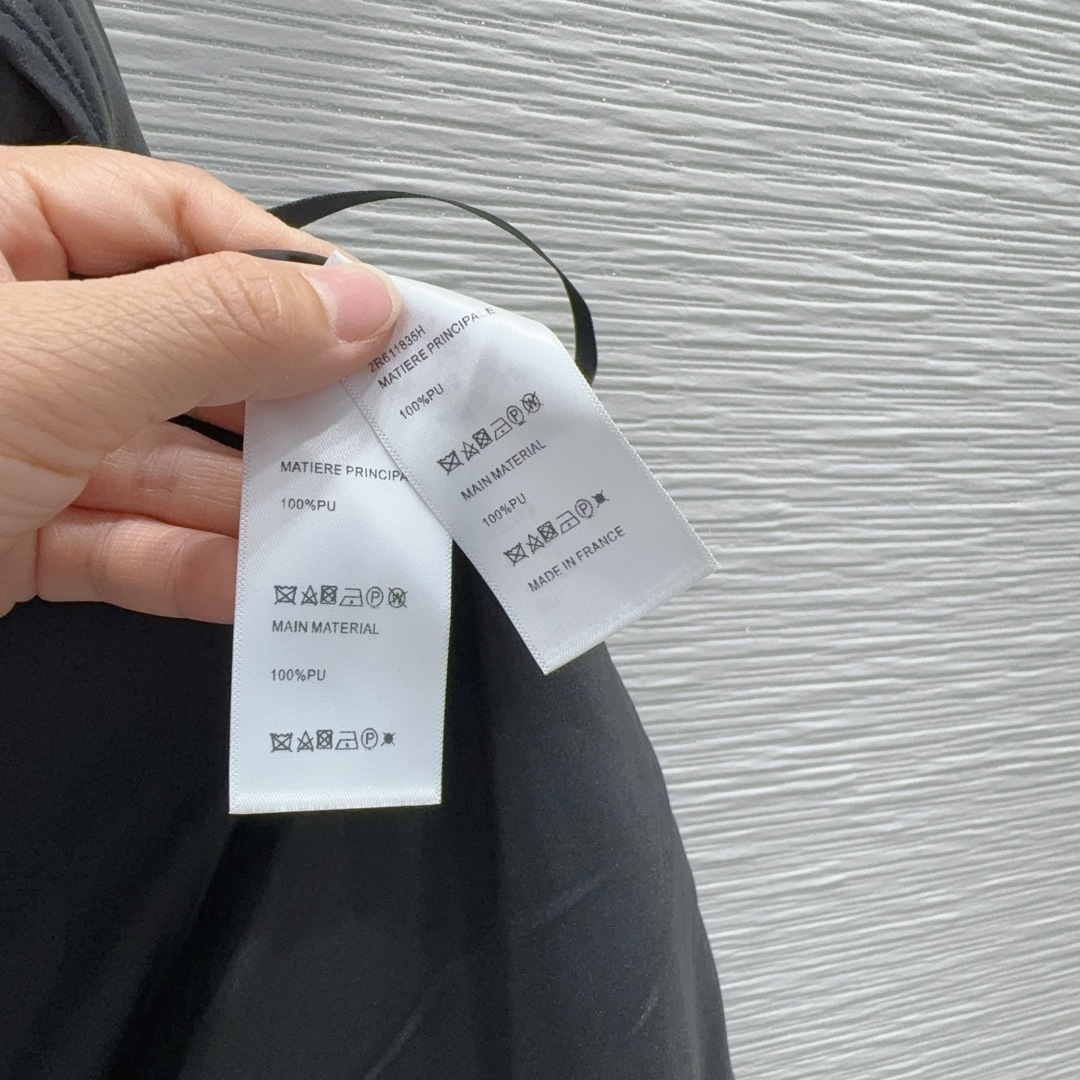 MATIERE PRINCIPA
100%PU
MAIN MATERIAL
100%PU
2R611835H
MATIERE PRINCIPALE
100%PU
MAIN MATERIAL
100%PU
MADE IN FRANCE